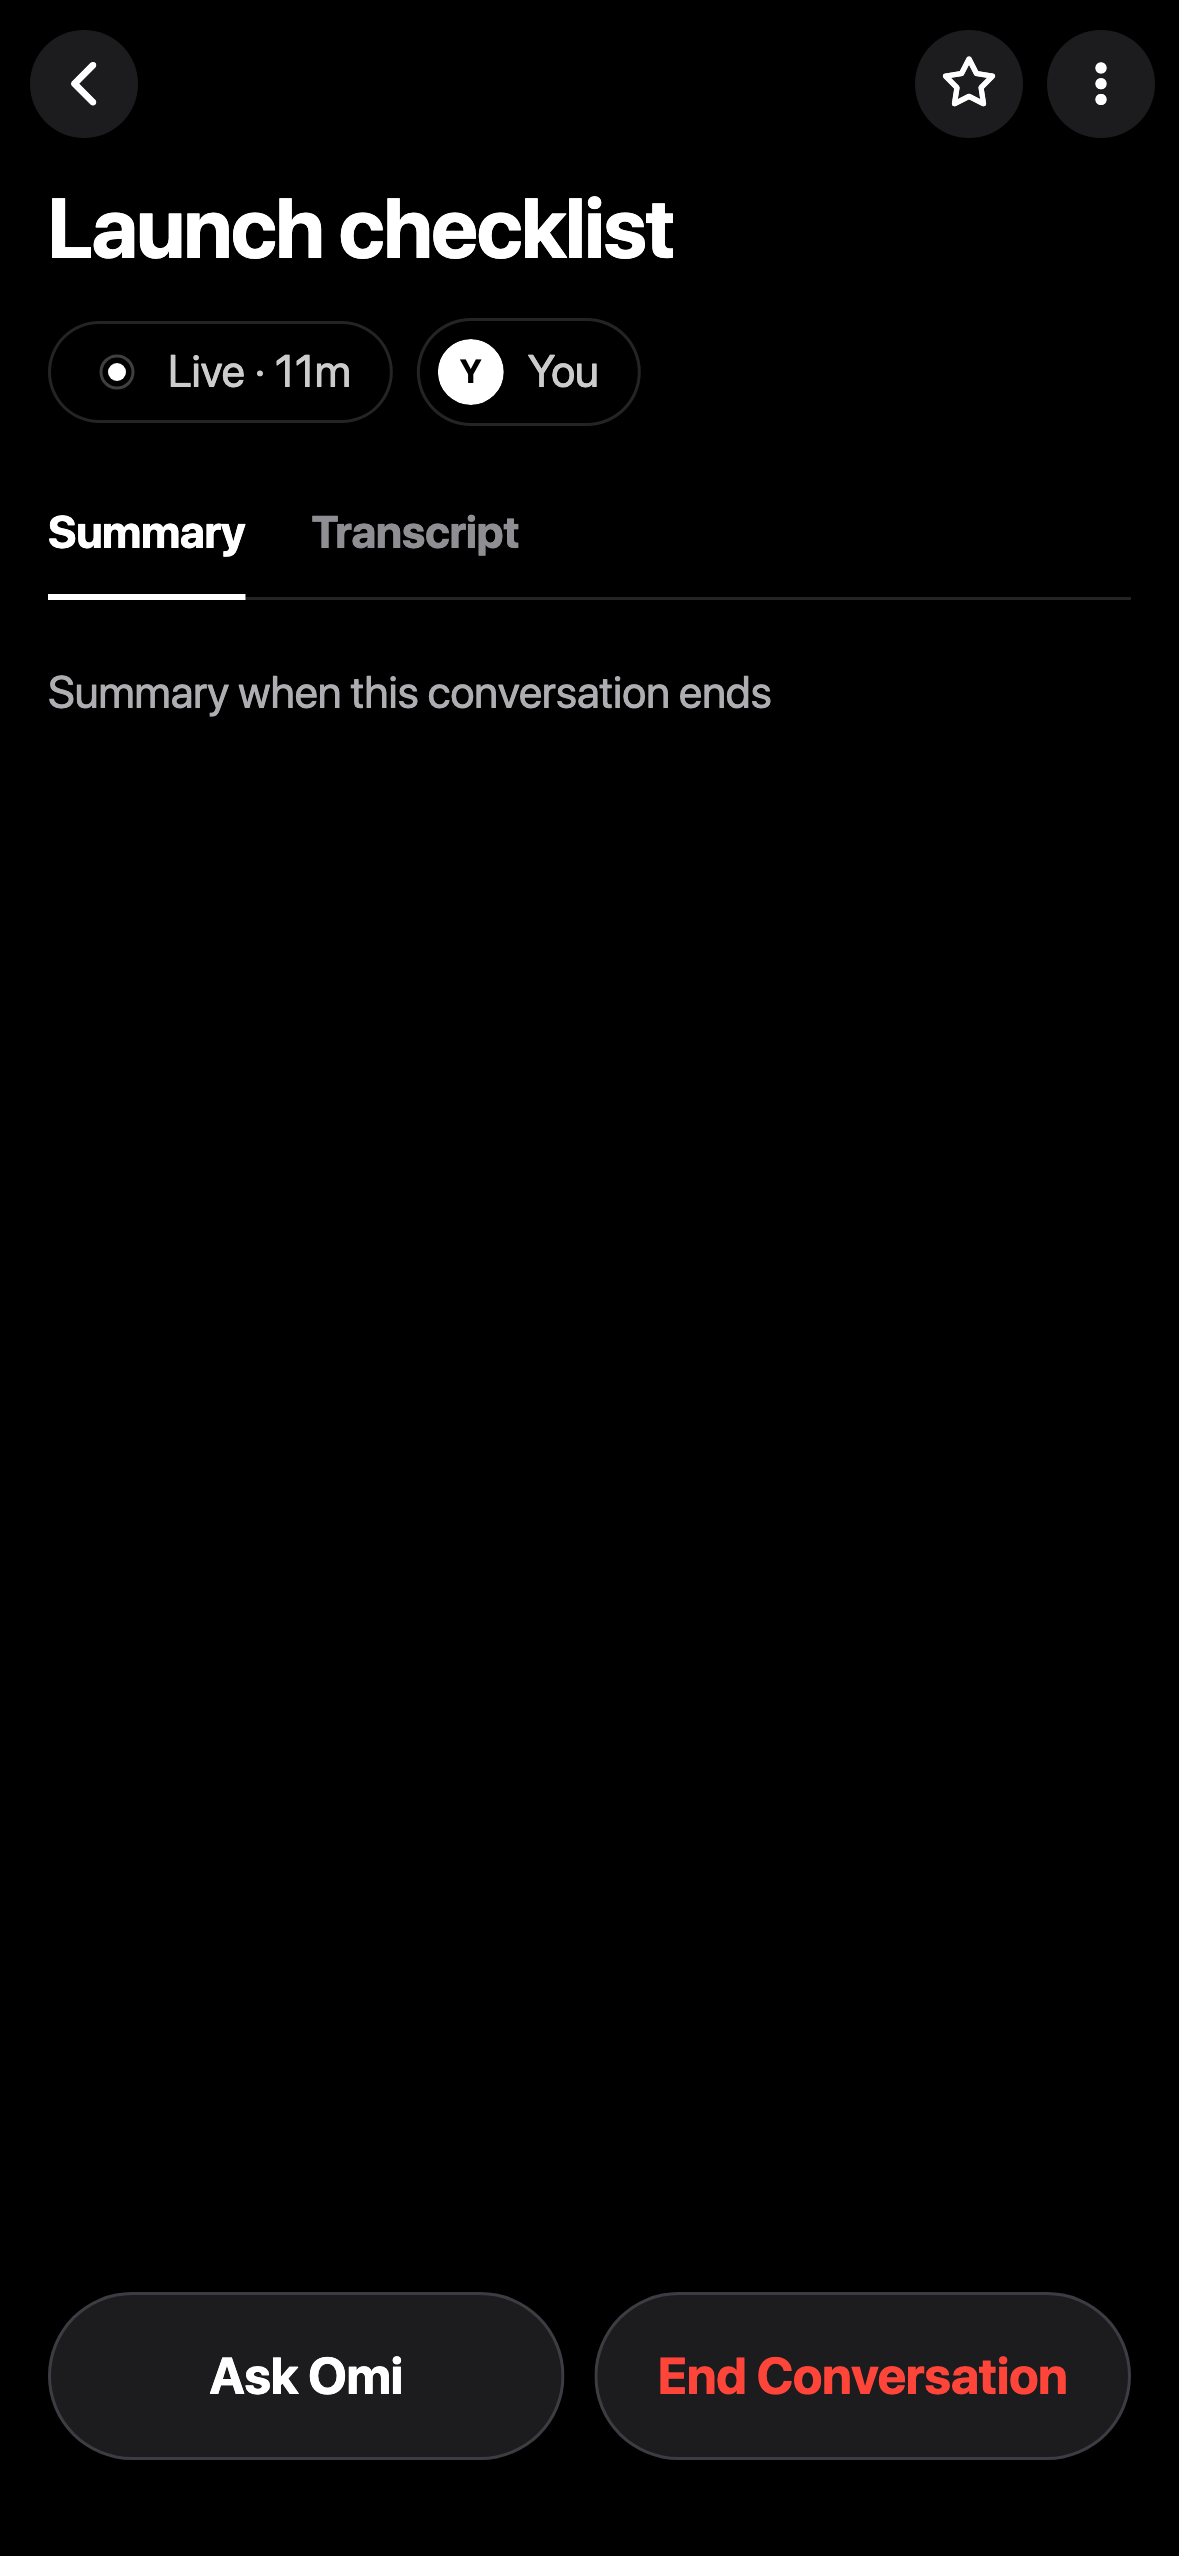 Launch checklist
Live · 11m
Y You
Summary Transcript
Summary when this conversation ends
Ask Omi End Conversation